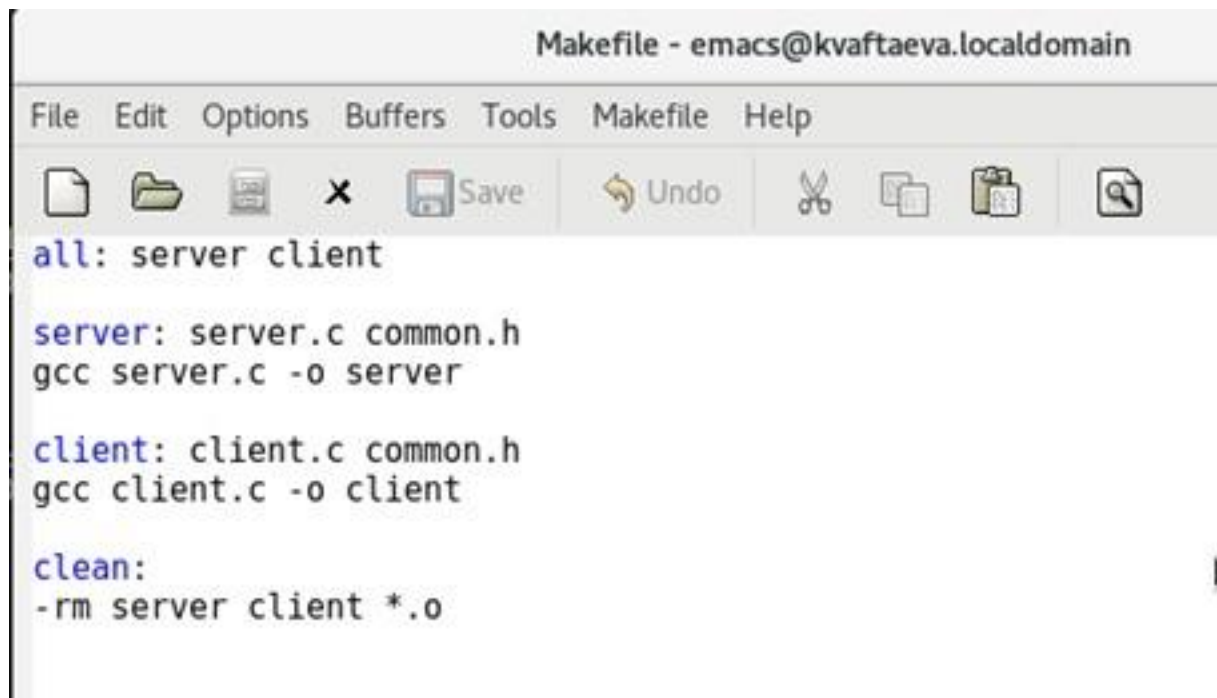 Makefile - emacs@kvaftaeva.localdomain
File Edit Options Buffers Tools Makefile Help
Save Undo
all: server client
server: server.c common.h
gcc server.c -o server
client: client.c common.h
gcc client.c -o client
clean:
-rm server client *.o